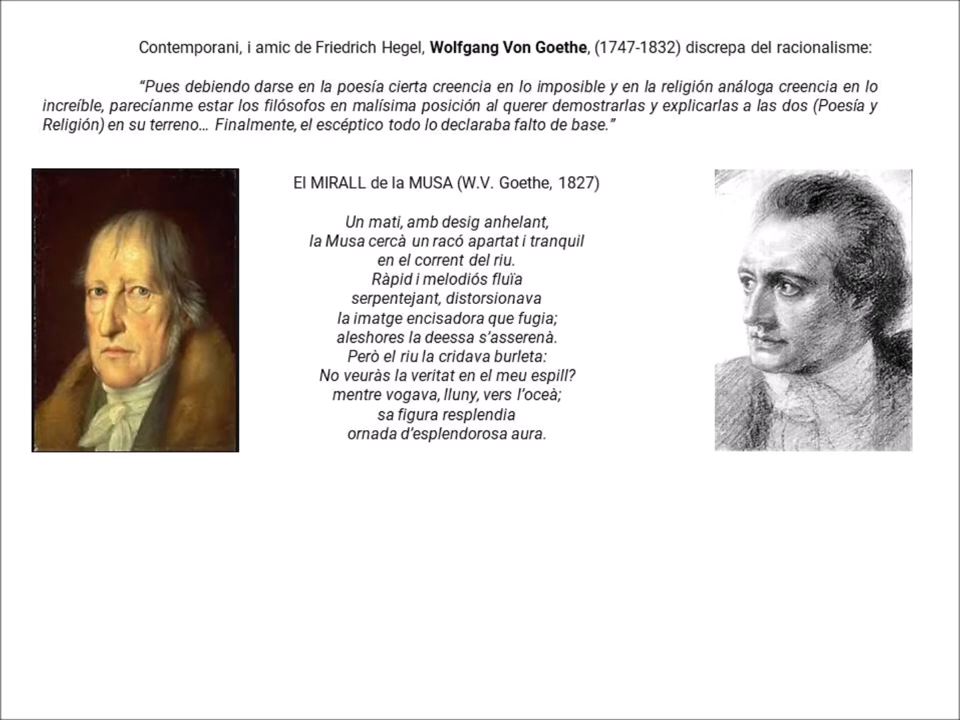 Contemporani, i amic de Friedrich Hegel, Wolfgang Von Goethe, (1747-1832) discrepa del racionalisme:
“Pues debiendo darse en la poesía cierta creencia en lo imposible y en la religión análoga creencia en lo
increíble, parecíanme estar los filósofos en malísima posición al querer demostrarlas y explicarlas a las dos (Poesía y
Religión) en su terreno... Finalmente, el escéptico todo lo declaraba falto de base.”
El MIRALL de la MUSA (W.V. Goethe, 1827)
Un mati, amb desig anhelant,
la Musa cercà un racó apartat i tranquil
en el corrent del riu.
Ràpid i melodiós fluïa
serpentejant, distorsionava
la imatge encisadora que fugia;
aleshores la deessa s’asserenà.
Però el riu la cridava burleta:
No veuràs la veritat en el meu espill?
mentre vogava, lluny, vers l’oceà;
sa figura resplendia
ornada d’esplendorosa aura.